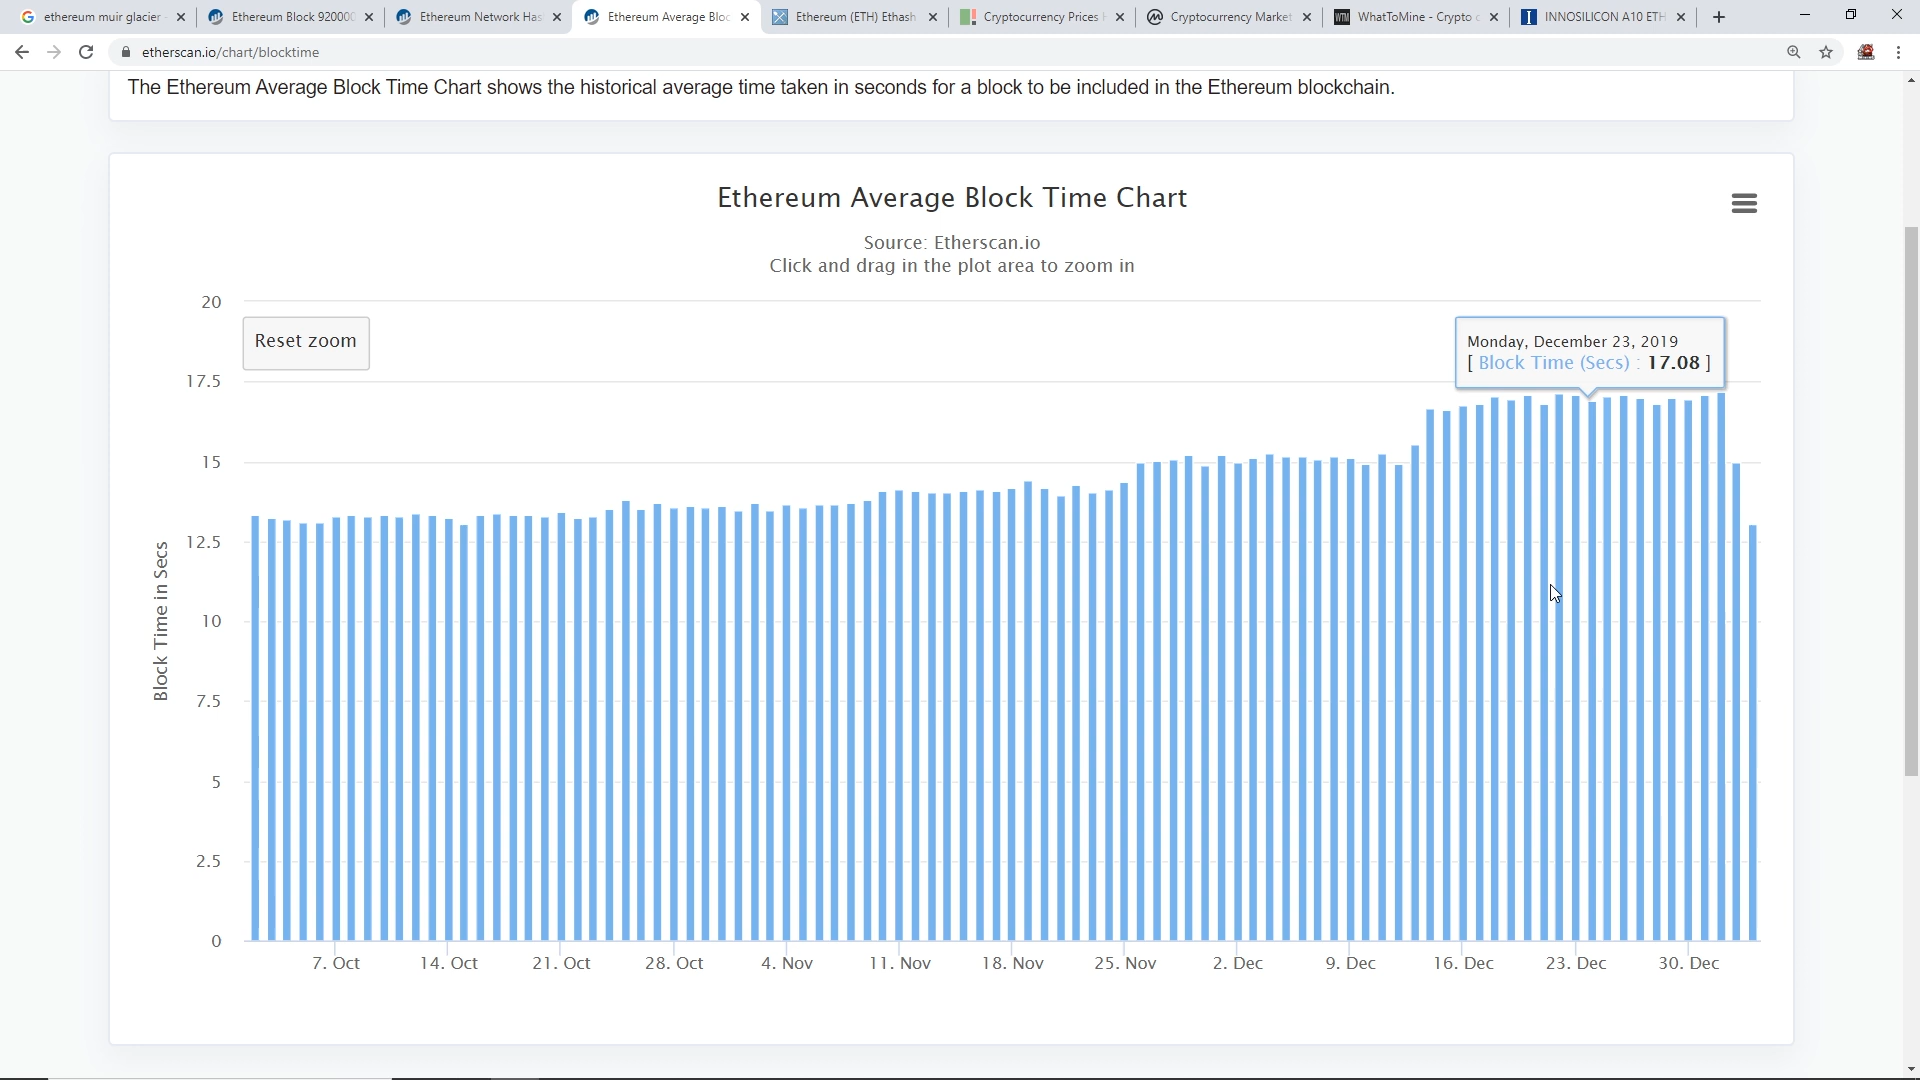 ethereum muir glacier
Ethereum Block 920000
Ethereum Network Has
Ethereum Average Bloc
Ethereum (ETH) Ethash
Cryptocurrency Prices
Cryptocurrency Market
WTM WhatToMine - Crypto
INNOSILICON A10 ETH
etherscan.io/chart/blocktime
The Ethereum Average Block Time Chart shows the historical average time taken in seconds for a block to be included in the Ethereum blockchain.
Ethereum Average Block Time Chart
Source: Etherscan.io
Click and drag in the plot area to zoom in
20
Reset zoom
Monday, December 23, 2019
[ Block Time (Secs) : 17.08 ]
17.5
15
12.5
10
7.5
5
2.5
0
Block Time in Secs
7. Oct 14. Oct 21. Oct 28. Oct 4. Nov 11. Nov 18. Nov 25. Nov 2. Dec 9. Dec 16. Dec 23. Dec 30. Dec